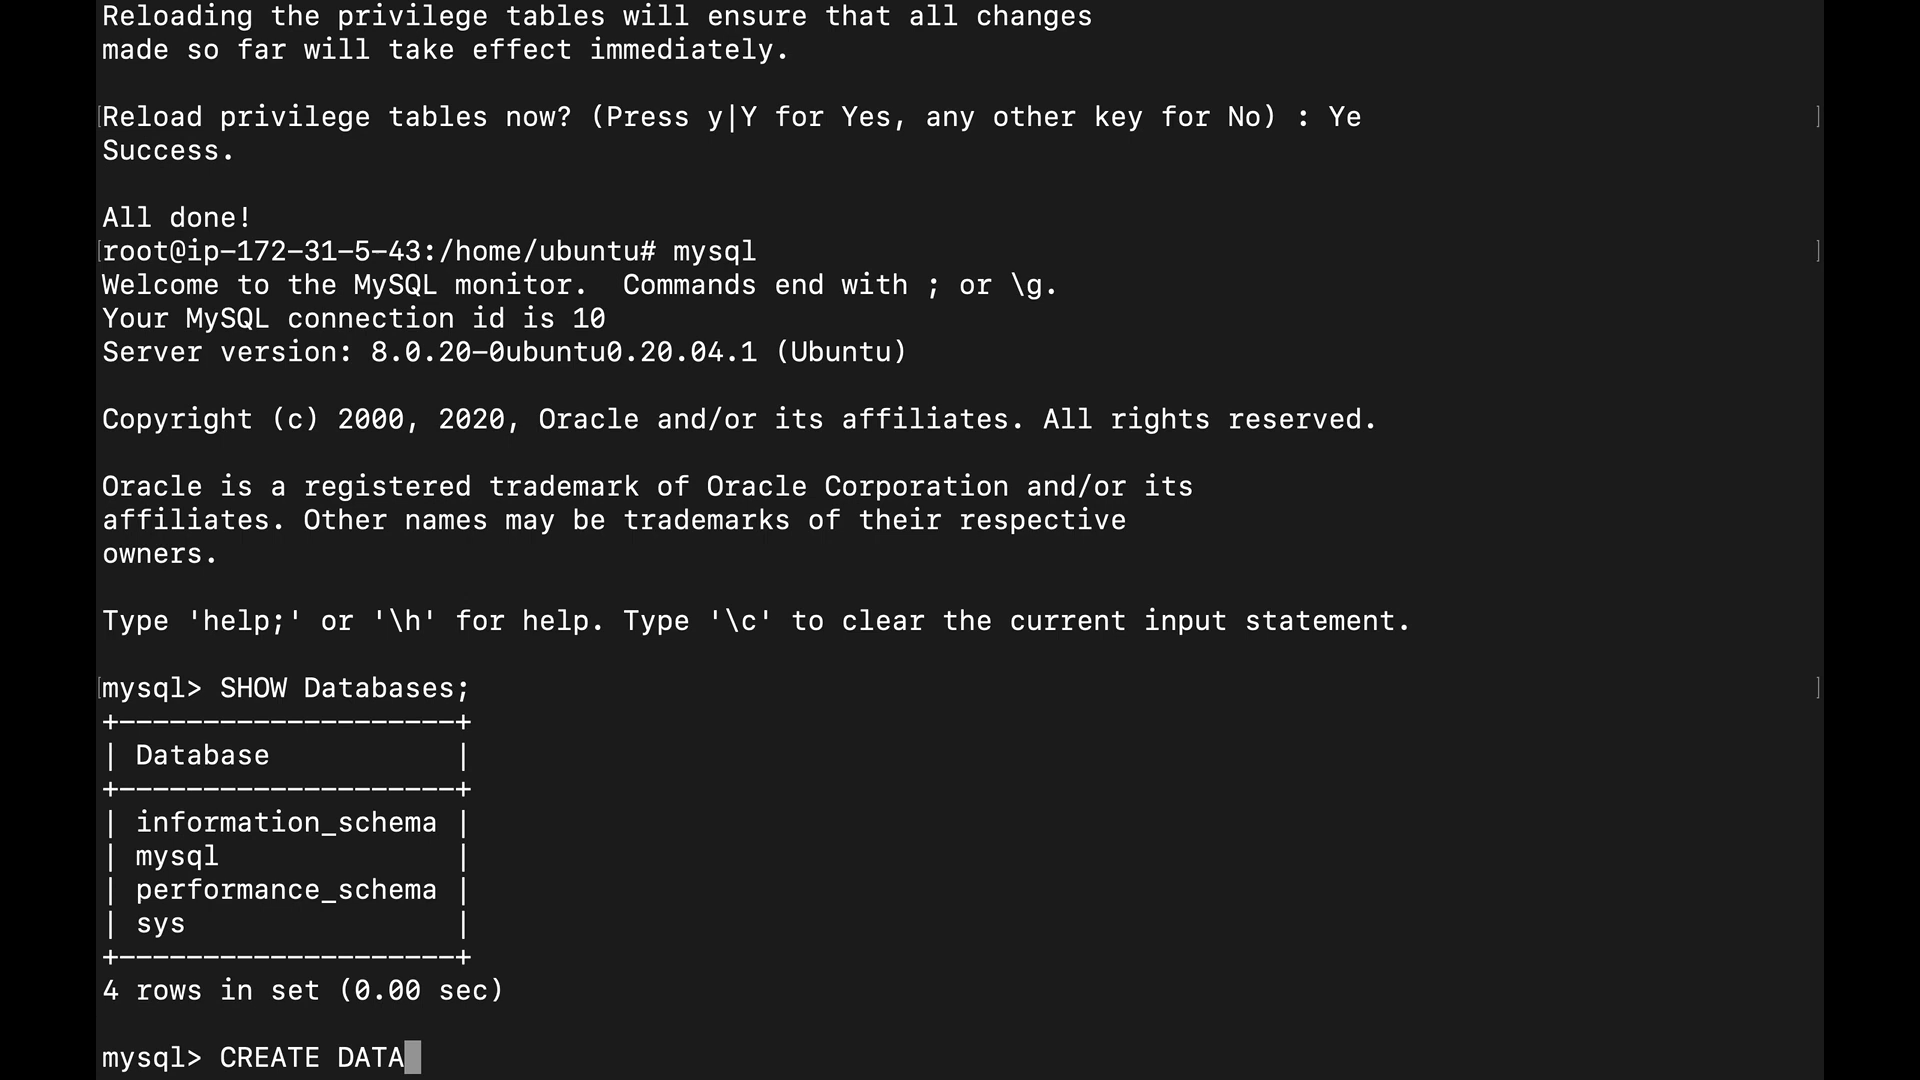 Reloading the privilege tables will ensure that all changes
made so far will take effect immediately.
[Reload privilege tables now? (Press y|Y for Yes, any other key for No) : Ye ]
Success.
All done!
[root@ip-172-31-5-43:/home/ubuntu# mysql ]
Welcome to the MySQL monitor.  Commands end with ; or \g.
Your MySQL connection id is 10
Server version: 8.0.20-0ubuntu0.20.04.1 (Ubuntu)
Copyright (c) 2000, 2020, Oracle and/or its affiliates. All rights reserved.
Oracle is a registered trademark of Oracle Corporation and/or its
affiliates. Other names may be trademarks of their respective
owners.
Type 'help;' or '\h' for help. Type '\c' to clear the current input statement.
[mysql> SHOW Databases; ]
+--------------------+
| Database           |
+--------------------+
| information_schema |
| mysql              |
| performance_schema |
| sys                |
+--------------------+
4 rows in set (0.00 sec)
mysql> CREATE DATA